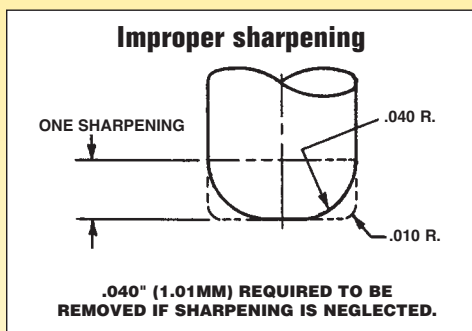 Improper sharpening
ONE SHARPENING
.040 R.
.010 R.
.040" (1.01MM) REQUIRED TO BE
REMOVED IF SHARPENING IS NEGLECTED.